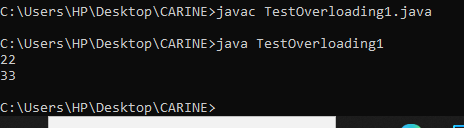 C:\Users\HP\Desktop\CARINE>javac TestOverloading1.java
C:\Users\HP\Desktop\CARINE>java TestOverloading1
22
33
C:\Users\HP\Desktop\CARINE>